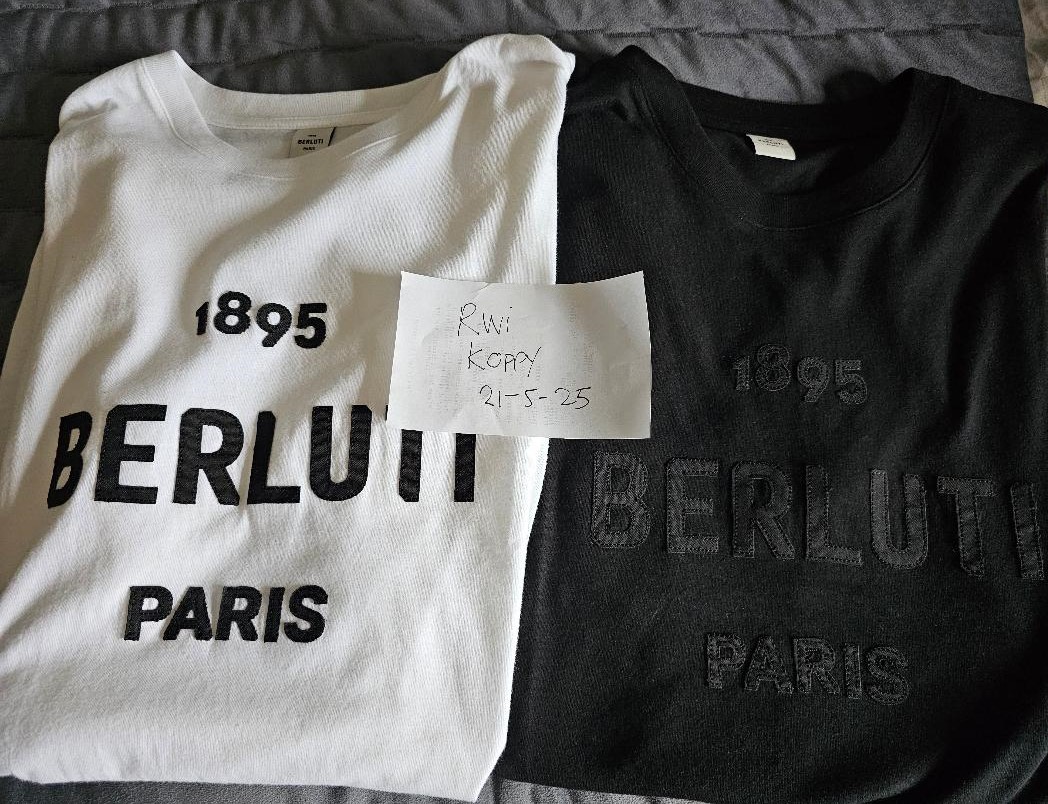 BERLUTI
PARIS
1895
BERLUTI
PARIS
RWi
KOPPY
21-5-25
1895
BERLUTI
PARIS